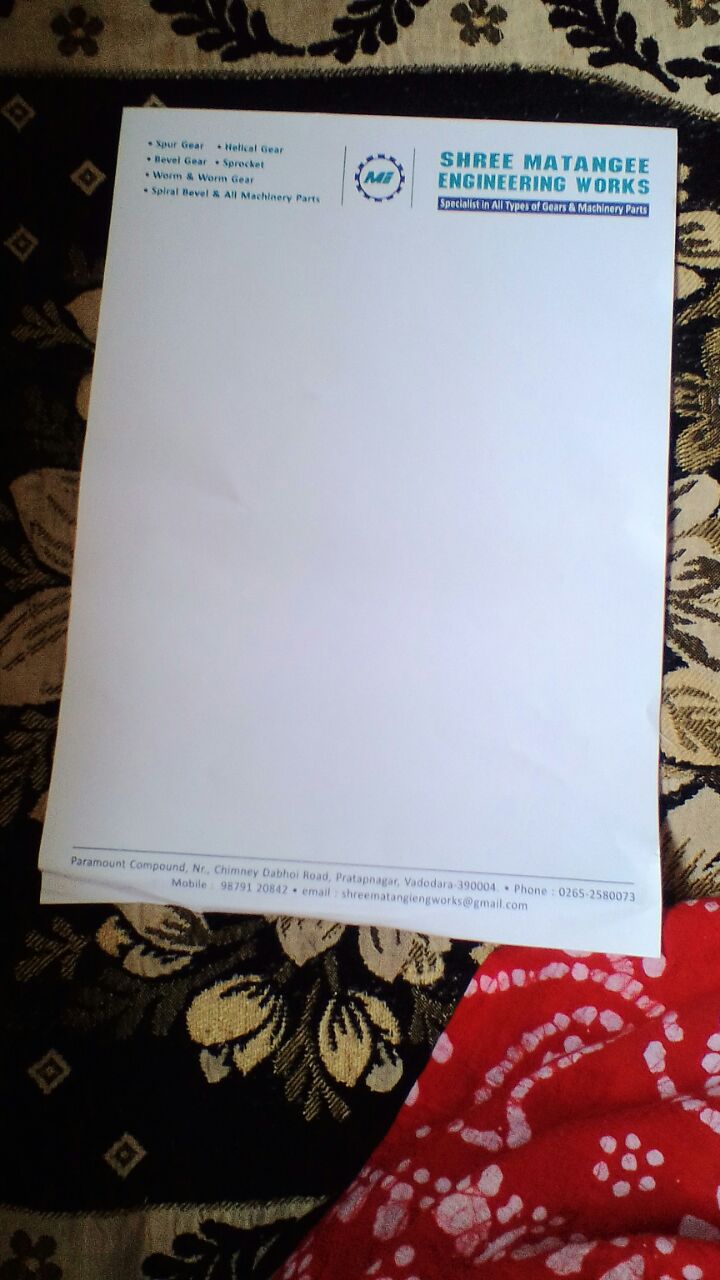 • Spur Gear • Helical Gear
• Bevel Gear • Sprocket
• Worm & Worm Gear
• Spiral Bevel & All Machinery Parts
SHREE MATANGEE
ENGINEERING WORKS
Specialist in All Types of Gears & Machinery Parts
Paramount Compound, Nr., Chimney Dabhoi Road, Pratapnagar, Vadodara-390004. • Phone : 0265-2580073
Mobile : 98791 20842 • email : shreematangiengworks@gmail.com